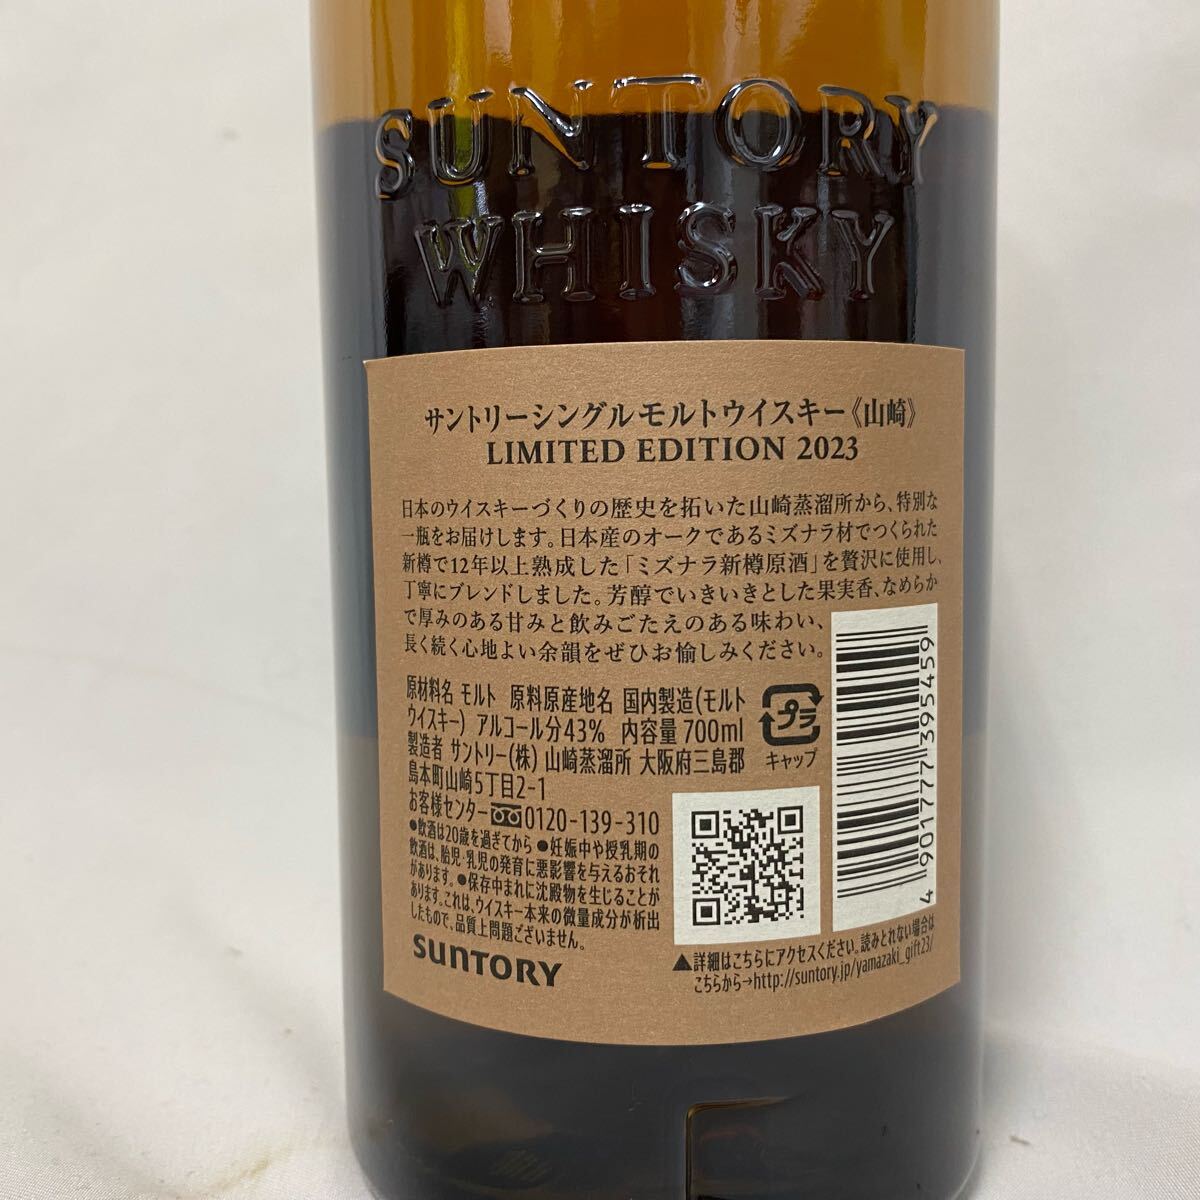 SUNTORY
WHISKY
サントリーシングルモルトウイスキー《山崎》
LIMITED EDITION 2023
日本のウイスキーづくりの歴史を拓いた山崎蒸溜所から、特別な
一瓶をお届けします。日本産のオークであるミズナラ材でつくられた
新樽で12年以上熟成した「ミズナラ新樽原酒」を贅沢に使用し、
丁寧にブレンドしました。芳醇でいきいきとした果実香、なめらか
で厚みのある甘みと飲みごたえのある味わい、
長く続く心地よい余韻をぜひお愉しみください。
原材料名 モルト 原料原産地名 国内製造(モルト
ウイスキー) アルコール分43% 内容量700ml
製造者 サントリー(株) 山崎蒸溜所 大阪府三島郡
島本町山崎5丁目2-1
お客様センター 0120-139-310
●飲酒は20歳を過ぎてから ●妊娠中や授乳期の
飲酒は、胎児・乳児の発育に悪影響を与えるおそれ
があります。●保存中まれに沈殿物を生じることが
あります。これは、ウイスキー本来の微量成分が析出
したもので、品質上問題ございません。
SUNTORY
プラ
キャップ
4 901777 395459
▲詳細はこちらにアクセスください。読みとれない場合は
こちらから→http://suntory.jp/yamazaki_gift23/